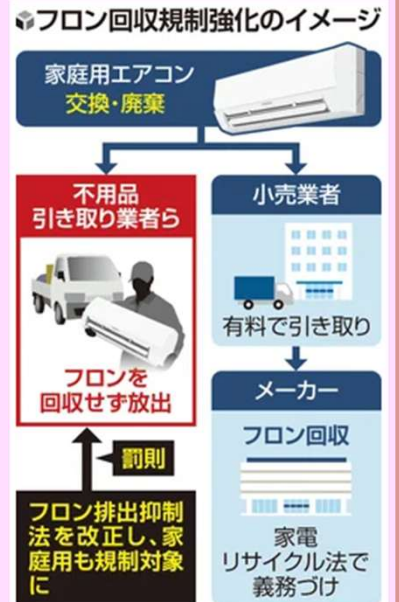 フロン回収規制強化のイメージ
家庭用エアコン
交換・廃棄
不用品
引き取り業者ら
フロンを
回収せず放出
罰則
フロン排出抑制
法を改正し、家
庭用も規制対象
に
小売業者
有料で引き取り
メーカー
フロン回収
家電
リサイクル法で
義務づけ